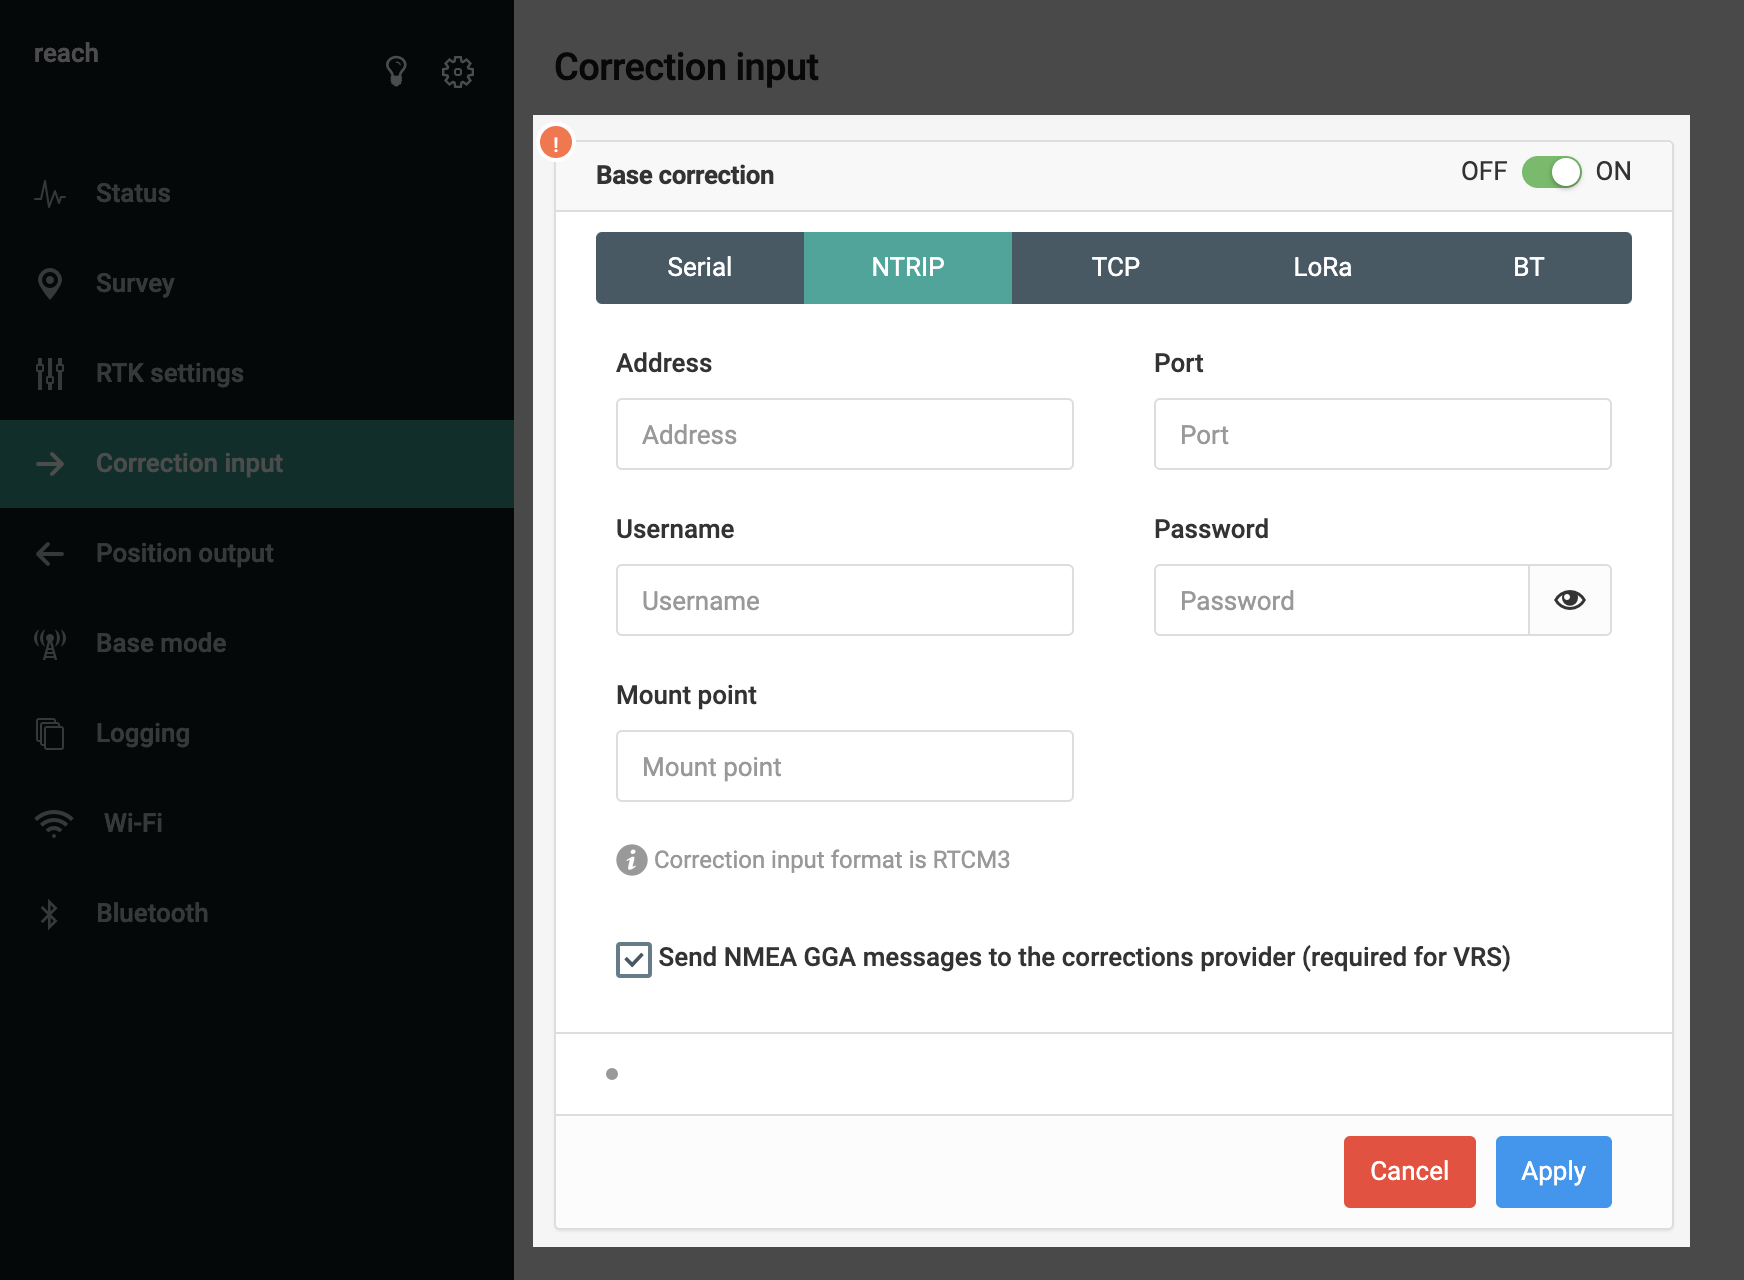 reach
Status
Survey
RTK settings
Correction input
Position output
Base mode
Logging
Wi-Fi
Bluetooth
Correction input
!
Base correction
OFF ON
Serial NTRIP TCP LoRa BT
Address Port
Address Port
Username Password
Username Password
Mount point
Mount point
Correction input format is RTCM3
Send NMEA GGA messages to the corrections provider (required for VRS)
Cancel Apply